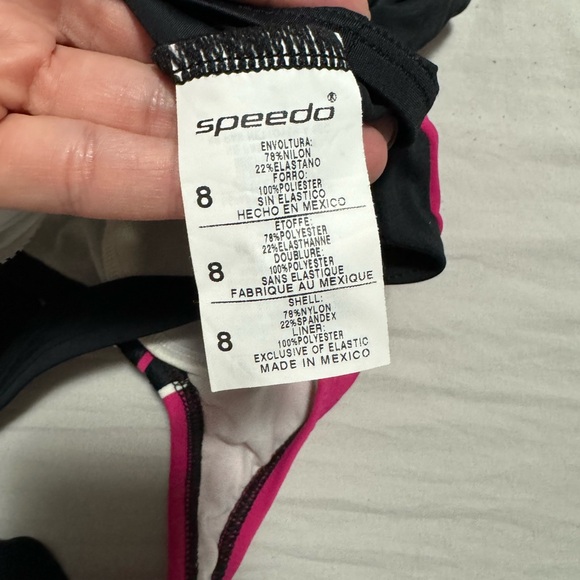 speedo®
8
ENVOLTURA:
78%NILON
22%ELASTANO
FORRO:
100%POLIESTER
SIN ELASTICO
HECHO EN MEXICO
8
ETOFFE:
78%POLYESTER
22%ELASTHANNE
DOUBLURE:
100%POLYESTER
SANS ELASTIQUE
FABRIQUE AU MEXIQUE
8
SHELL:
78%NYLON
22%SPANDEX
LINER:
100%POLYESTER
EXCLUSIVE OF ELASTIC
MADE IN MEXICO